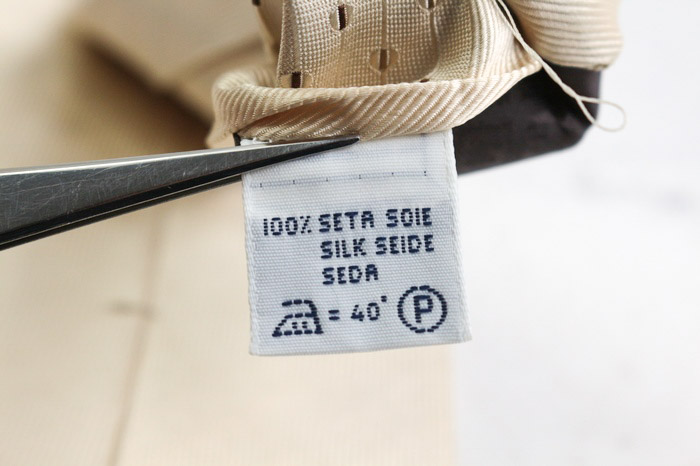 100% SETA SOIE
SILK SEIDE
SEDA
= 40° P